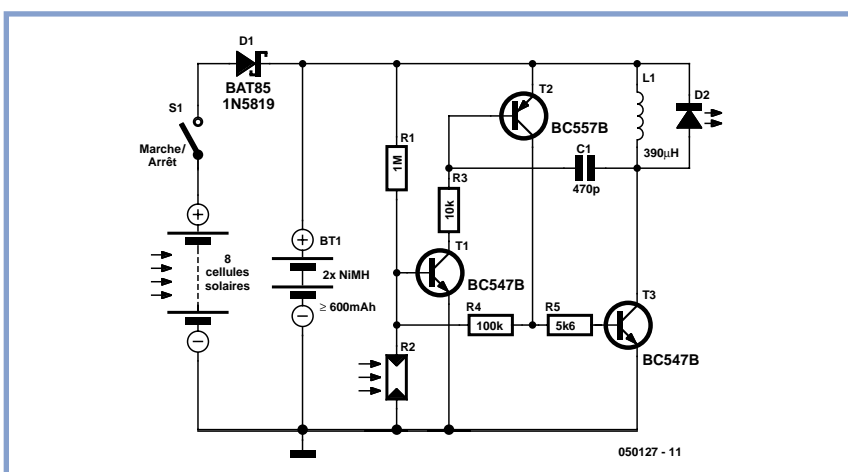 D1
BAT85
1N5819
S1
Marche/
Arrêt
8
cellules
solaires
BT1
2x NiMH
≥ 600mAh
R1
1M
R2
R3
10k
T1
BC547B
R4
100k
R5
5k6
T2
BC557B
C1
470p
L1
390µH
D2
T3
BC547B
050127 - 11